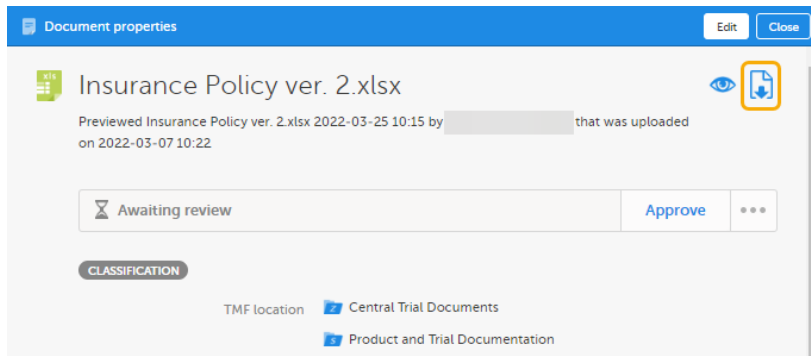 Document properties
Edit
Close
xls
Insurance Policy ver. 2.xlsx
Previewed Insurance Policy ver. 2.xlsx 2022-03-25 10:15 by that was uploaded
on 2022-03-07 10:22
Awaiting review
Approve
CLASSIFICATION
TMF location
Z
Central Trial Documents
S
Product and Trial Documentation